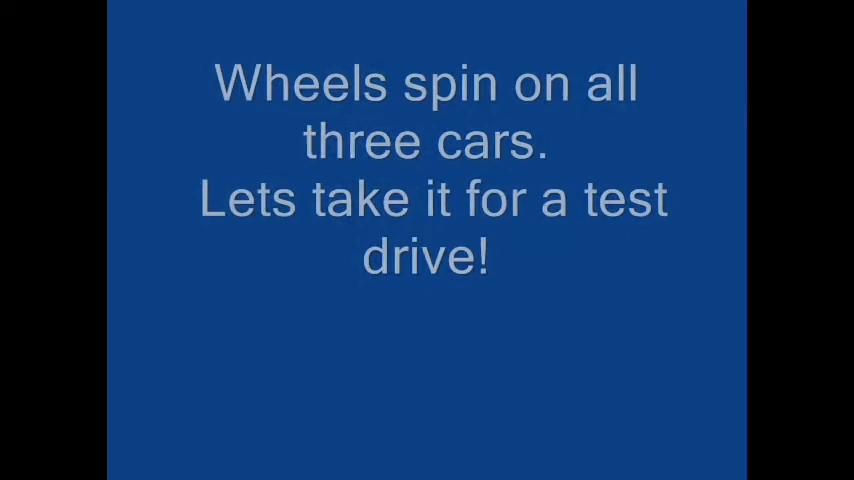 Wheels spin on all
three cars.
Lets take it for a test
drive!